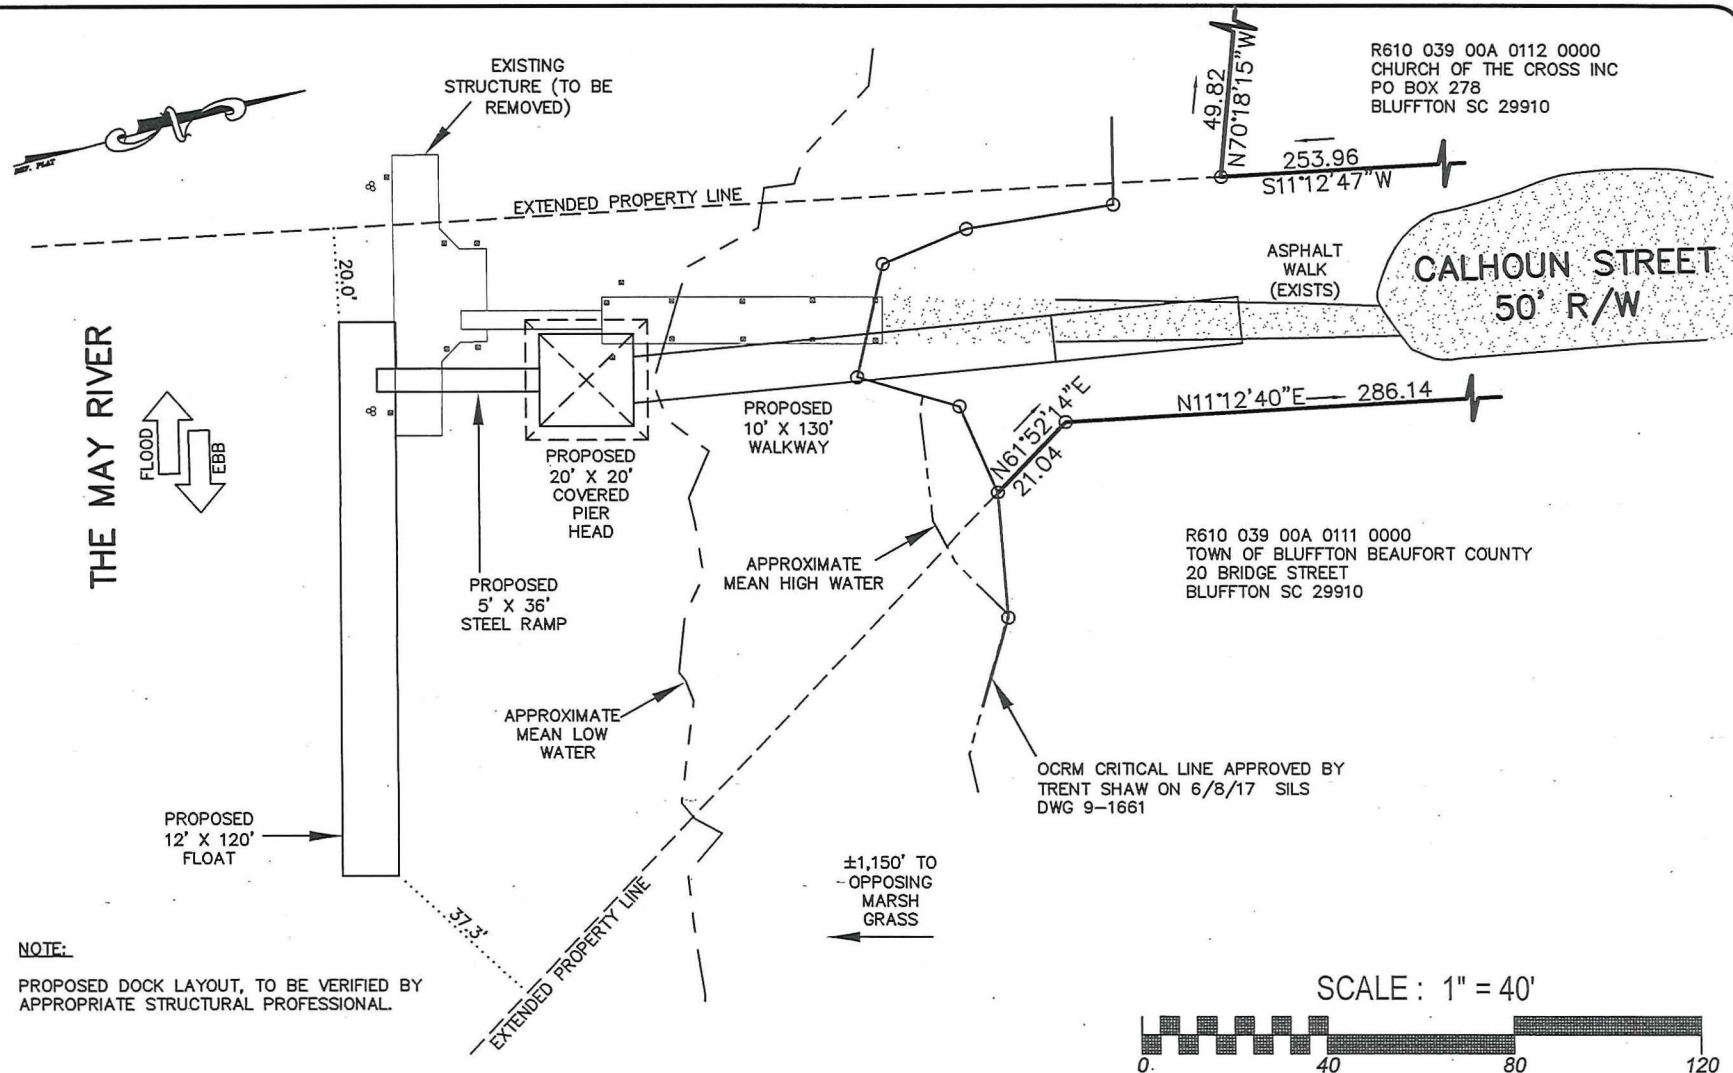 EXISTING
STRUCTURE (TO BE
REMOVED)
REF. PLAT
49.82
N70°18'15"W
R610 039 00A 0112 0000
CHURCH OF THE CROSS INC
PO BOX 278
BLUFFTON SC 29910
253.96
S11°12'47"W
EXTENDED PROPERTY LINE
20.0'
ASPHALT
WALK
(EXISTS)
CALHOUN STREET
50' R/W
THE MAY RIVER
FLOOD
EBB
PROPOSED
10' X 130'
WALKWAY
N61°52'14"E
21.04
N11°12'40"E
286.14
PROPOSED
20' X 20'
COVERED
PIER
HEAD
APPROXIMATE
MEAN HIGH WATER
R610 039 00A 0111 0000
TOWN OF BLUFFTON BEAUFORT COUNTY
20 BRIDGE STREET
BLUFFTON SC 29910
PROPOSED
5' X 36'
STEEL RAMP
APPROXIMATE
MEAN LOW
WATER
OCRM CRITICAL LINE APPROVED BY
TRENT SHAW ON 6/8/17 SILS
DWG 9-1661
PROPOSED
12' X 120'
FLOAT
±1,150' TO
OPPOSING
MARSH
GRASS
37.3'
EXTENDED PROPERTY LINE
NOTE:
PROPOSED DOCK LAYOUT, TO BE VERIFIED BY
APPROPRIATE STRUCTURAL PROFESSIONAL.
SCALE : 1" = 40'
0 40 80 120